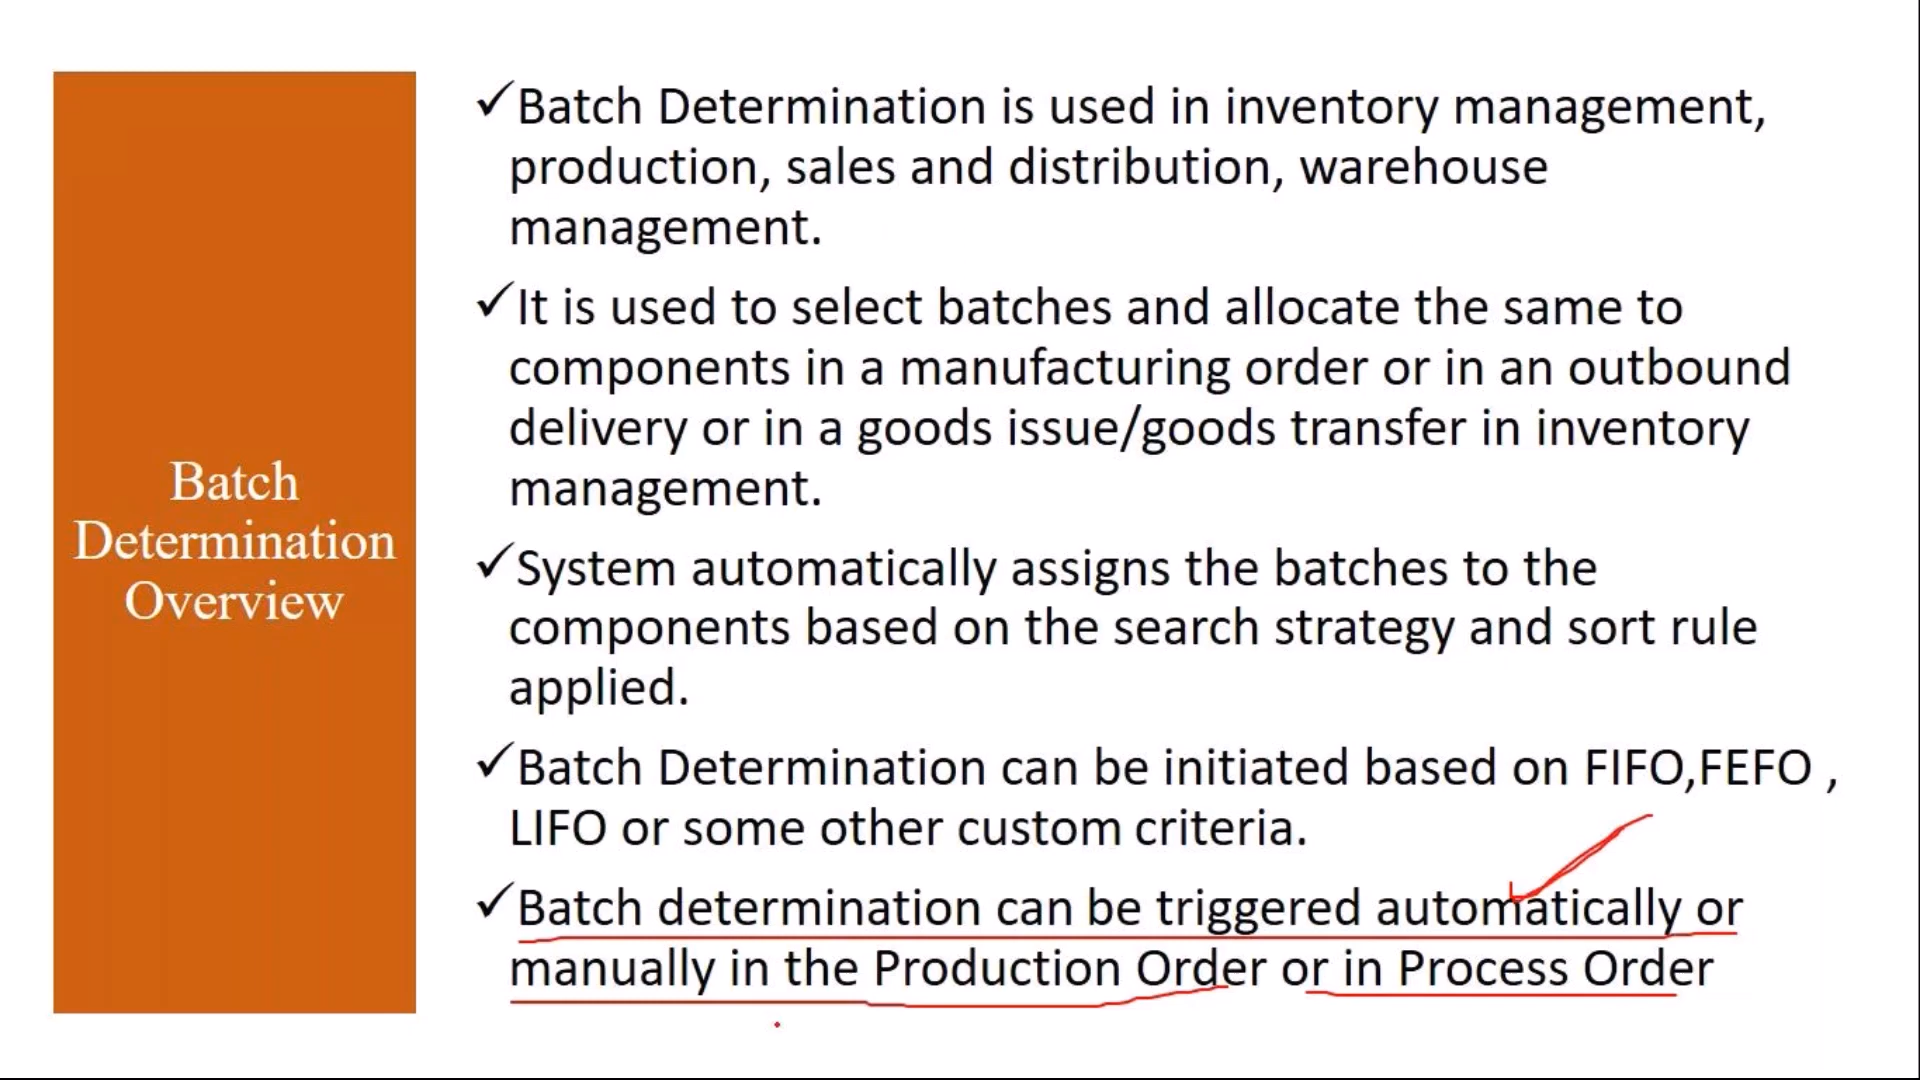 Batch
Determination
Overview
✓Batch Determination is used in inventory management,
production, sales and distribution, warehouse
management.
✓It is used to select batches and allocate the same to
components in a manufacturing order or in an outbound
delivery or in a goods issue/goods transfer in inventory
management.
✓System automatically assigns the batches to the
components based on the search strategy and sort rule
applied.
✓Batch Determination can be initiated based on FIFO,FEFO ,
LIFO or some other custom criteria.
✓Batch determination can be triggered automatically or
manually in the Production Order or in Process Order